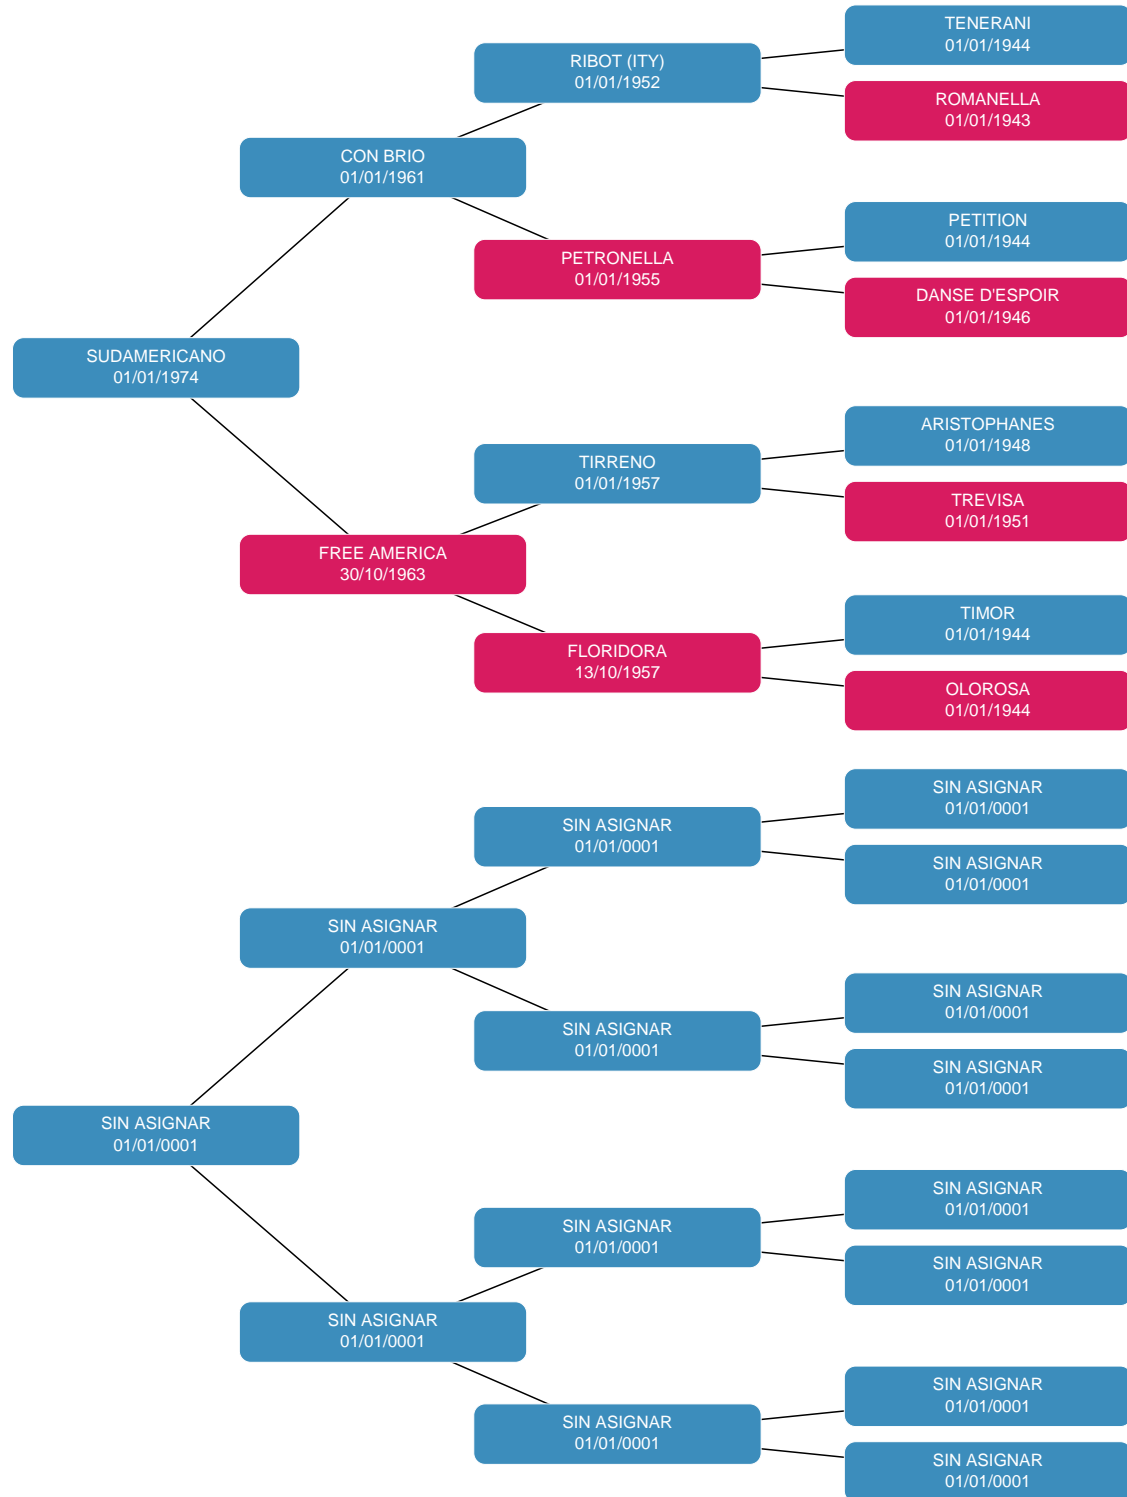 TENERANI
01/01/1944
RIBOT (ITY)
01/01/1952
ROMANELLA
01/01/1943
CON BRIO
01/01/1961
PETITION
01/01/1944
PETRONELLA
01/01/1955
DANSE D'ESPOIR
01/01/1946
SUDAMERICANO
01/01/1974
ARISTOPHANES
01/01/1948
TIRRENO
01/01/1957
TREVISA
01/01/1951
FREE AMERICA
30/10/1963
TIMOR
01/01/1944
FLORIDORA
13/10/1957
OLOROSA
01/01/1944
SIN ASIGNAR
01/01/0001
SIN ASIGNAR
01/01/0001
SIN ASIGNAR
01/01/0001
SIN ASIGNAR
01/01/0001
SIN ASIGNAR
01/01/0001
SIN ASIGNAR
01/01/0001
SIN ASIGNAR
01/01/0001
SIN ASIGNAR
01/01/0001
SIN ASIGNAR
01/01/0001
SIN ASIGNAR
01/01/0001
SIN ASIGNAR
01/01/0001
SIN ASIGNAR
01/01/0001
SIN ASIGNAR
01/01/0001
SIN ASIGNAR
01/01/0001
SIN ASIGNAR
01/01/0001